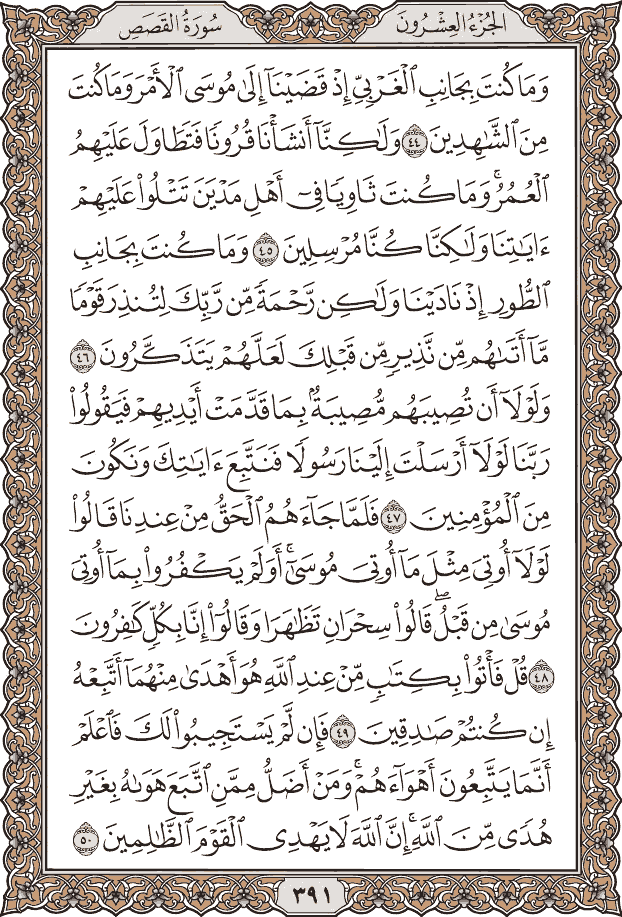 سُورَةُ القَصَصِ
الجُزْءُ العِشْرُونَ
وَمَا كُنتَ بِجَانِبِ ٱلْغَرْبِيِّ إِذْ قَضَيْنَآ إِلَىٰ مُوسَى ٱلْأَمْرَ وَمَا كُنتَ
مِنَ ٱلشَّٰهِدِينَ ٤٤ وَلَٰكِنَّآ أَنشَأْنَا قُرُونًا فَتَطَاوَلَ عَلَيْهِمُ
ٱلْعُمُرُ ۚ وَمَا كُنتَ ثَاوِيًا فِىٓ أَهْلِ مَدْيَنَ تَتْلُوا۟ عَلَيْهِمْ
ءَايَٰتِنَا وَلَٰكِنَّا كُنَّا مُرْسِلِينَ ٤٥ وَمَا كُنتَ بِجَانِبِ
ٱلطُّورِ إِذْ نَادَيْنَا وَلَٰكِن رَّحْمَةً مِّن رَّبِّكَ لِتُنذِرَ قَوْمًا
مَّآ أَتَىٰهُم مِّن نَّذِيرٍ مِّن قَبْلِكَ لَعَلَّهُمْ يَتَذَكَّرُونَ ٤٦
وَلَوْلَآ أَن تُصِيبَهُم مُّصِيبَةٌۢ بِمَا قَدَّمَتْ أَيْدِيهِمْ فَيَقُولُوا۟
رَبَّنَا لَوْلَآ أَرْسَلْتَ إِلَيْنَا رَسُولًا فَنَتَّبِعَ ءَايَٰتِكَ وَنَكُونَ
مِنَ ٱلْمُؤْمِنِينَ ٤٧ فَلَمَّا جَآءَهُمُ ٱلْحَقُّ مِنْ عِندِنَا قَالُوا۟
لَوْلَآ أُوتِىَ مِثْلَ مَآ أُوتِىَ مُوسَىٰٓ ۚ أَوَلَمْ يَكْفُرُوا۟ بِمَآ أُوتِىَ
مُوسَىٰ مِن قَبْلُ ۖ قَالُوا۟ سِحْرَانِ تَظَٰهَرَا وَقَالُوٓا۟ إِنَّا بِكُلٍّ كَٰفِرُونَ
٤٨ قُلْ فَأْتُوا۟ بِكِتَٰبٍ مِّنْ عِندِ ٱللَّهِ هُوَ أَهْدَىٰ مِنْهُمَآ أَتَّبِعْهُ
إِن كُنتُمْ صَٰدِقِينَ ٤٩ فَإِن لَّمْ يَسْتَجِيبُوا۟ لَكَ فَٱعْلَمْ
أَنَّمَا يَتَّبِعُونَ أَهْوَآءَهُمْ ۚ وَمَنْ أَضَلُّ مِمَّنِ ٱتَّبَعَ هَوَىٰهُ بِغَيْرِ
هُدًى مِّنَ ٱللَّهِ ۚ إِنَّ ٱللَّهَ لَا يَهْدِى ٱلْقَوْمَ ٱلظَّٰلِمِينَ ٥٠
٣٩١